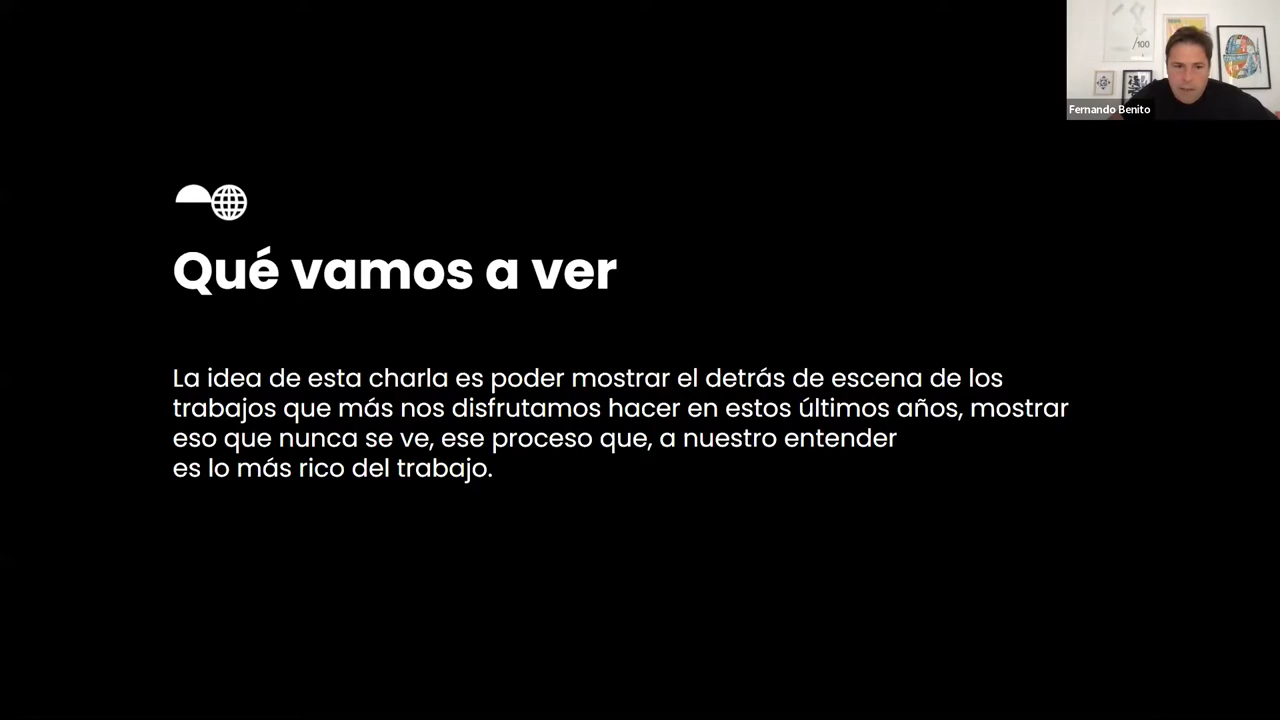 /100
Fernando Benito
Qué vamos a ver
La idea de esta charla es poder mostrar el detrás de escena de los
trabajos que más nos disfrutamos hacer en estos últimos años, mostrar
eso que nunca se ve, ese proceso que, a nuestro entender
es lo más rico del trabajo.